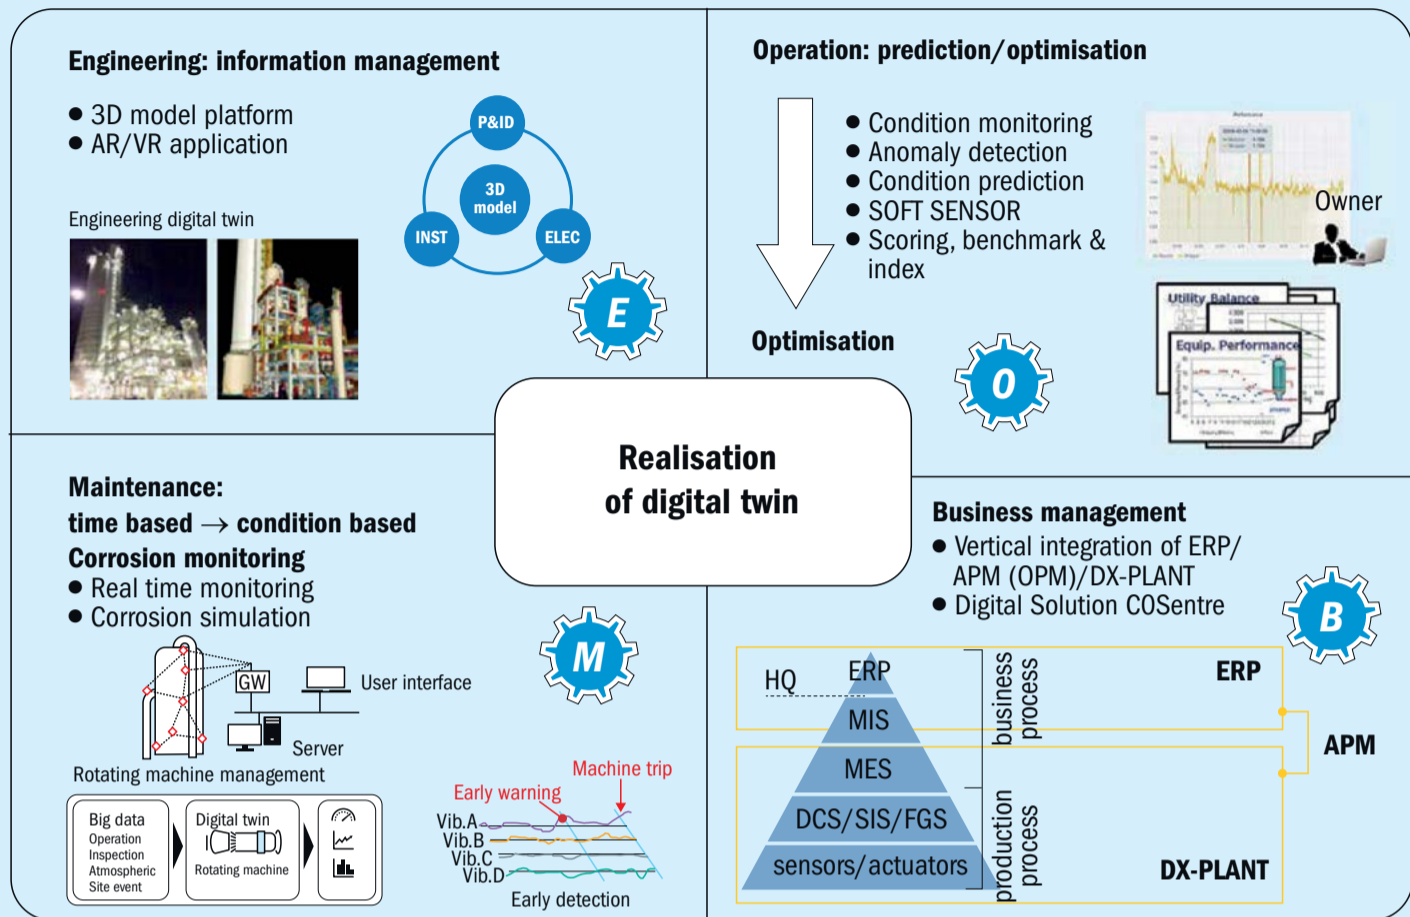 Engineering: information management
● 3D model platform
● AR/VR application
P&ID
3D
model
INST
ELEC
Engineering digital twin
E
Operation: prediction/optimisation
● Condition monitoring
● Anomaly detection
● Condition prediction
● SOFT SENSOR
● Scoring, benchmark &
index
Optimisation
Owner
Utility Balance
Equip. Performance
O
Realisation
of digital twin
Maintenance:
time based → condition based
Corrosion monitoring
● Real time monitoring
● Corrosion simulation
M
GW
User interface
Server
Rotating machine management
Big data
Operation
Inspection
Atmospheric
Site event
Digital twin
Rotating machine
Machine trip
Early warning
Vib.A
Vib.B
Vib.C
Vib.D
Early detection
Business management
● Vertical integration of ERP/
APM (OPM)/DX-PLANT
● Digital Solution COSentre
B
HQ
ERP
MIS
MES
DCS/SIS/FGS
sensors/actuators
business
process
production
process
ERP
APM
DX-PLANT